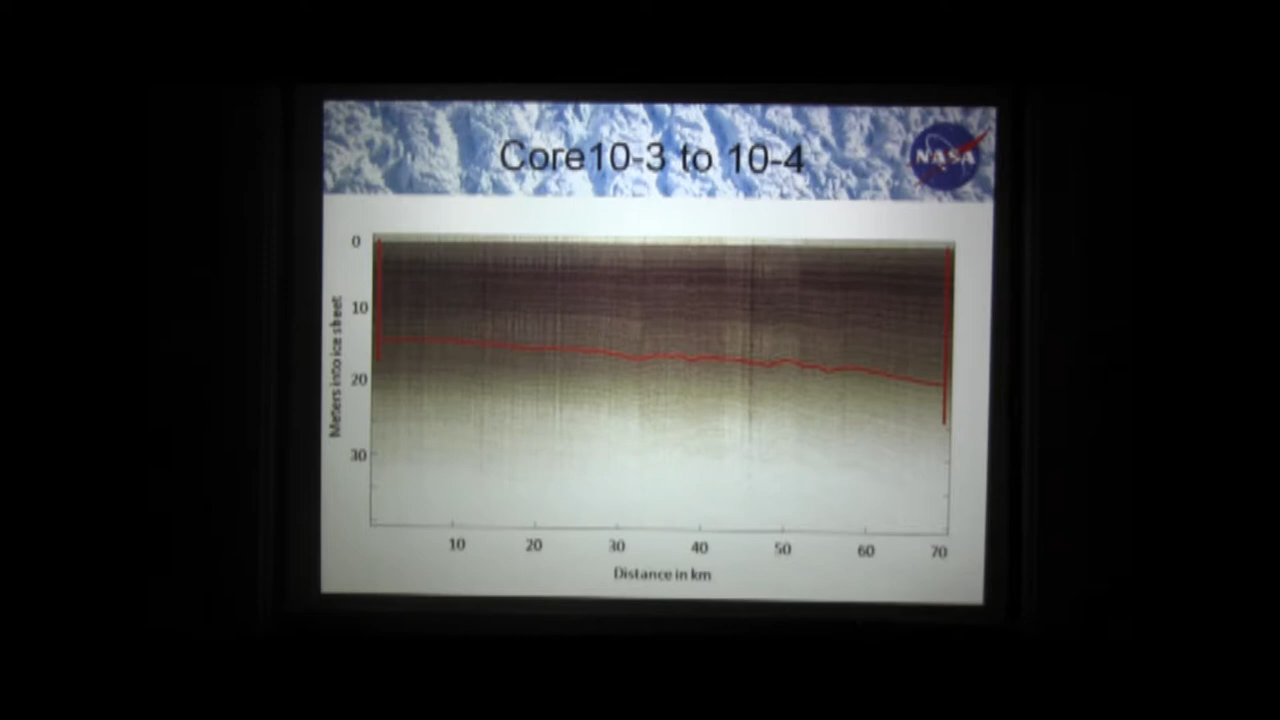 Core10-3 to 10-4
NASA
0
10
20
30
Meters into ice sheet
10 20 30 40 50 60 70
Distance in km